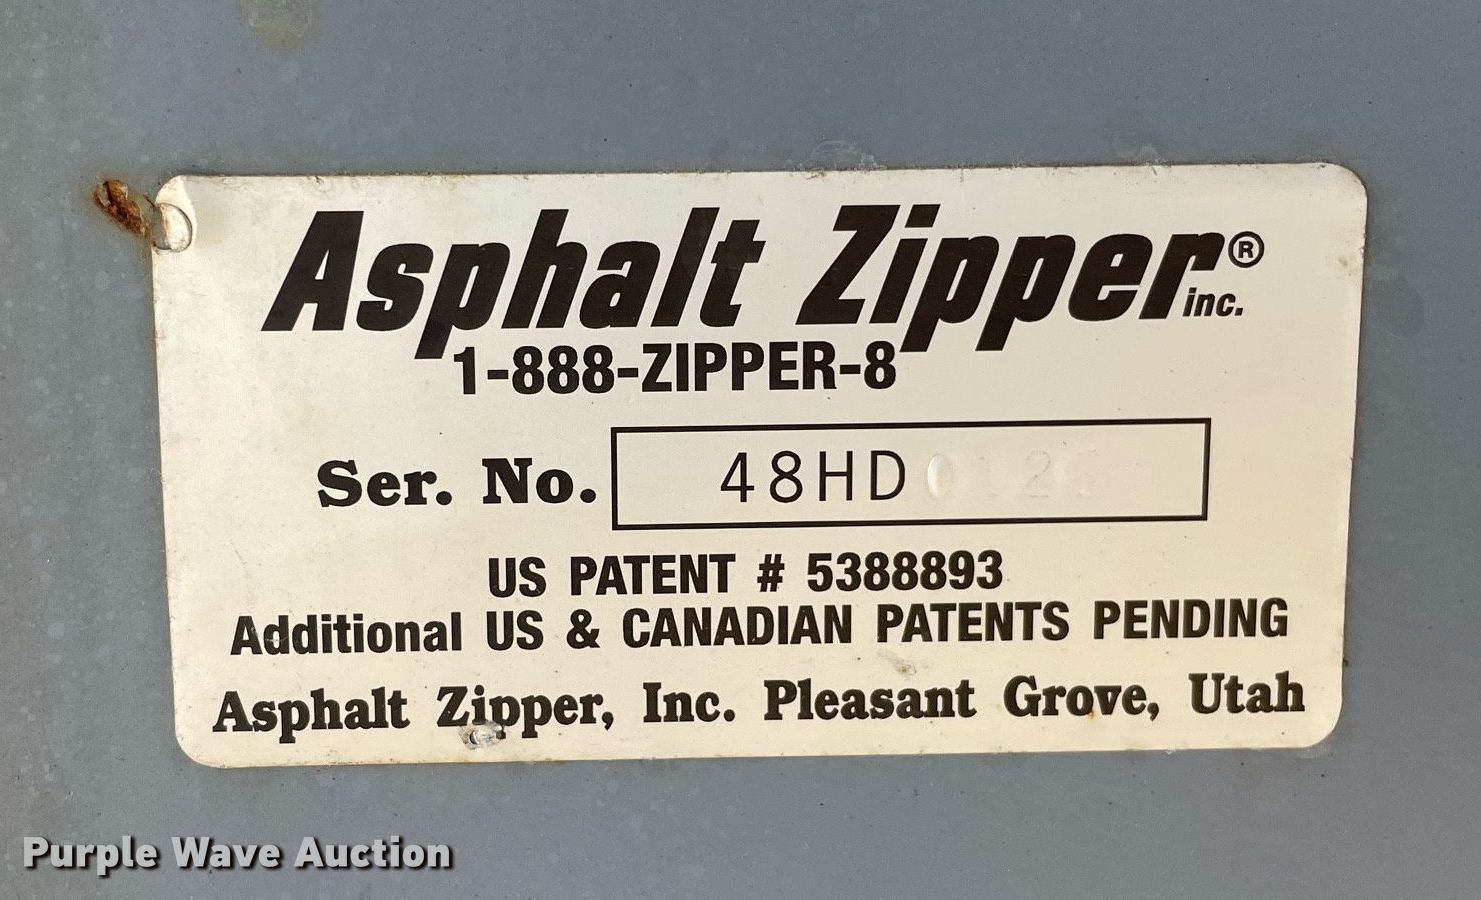 Asphalt Zipper® inc.
1-888-ZIPPER-8
Ser. No. 48HD
US PATENT # 5388893
Additional US & CANADIAN PATENTS PENDING
Asphalt Zipper, Inc. Pleasant Grove, Utah
Purple Wave Auction